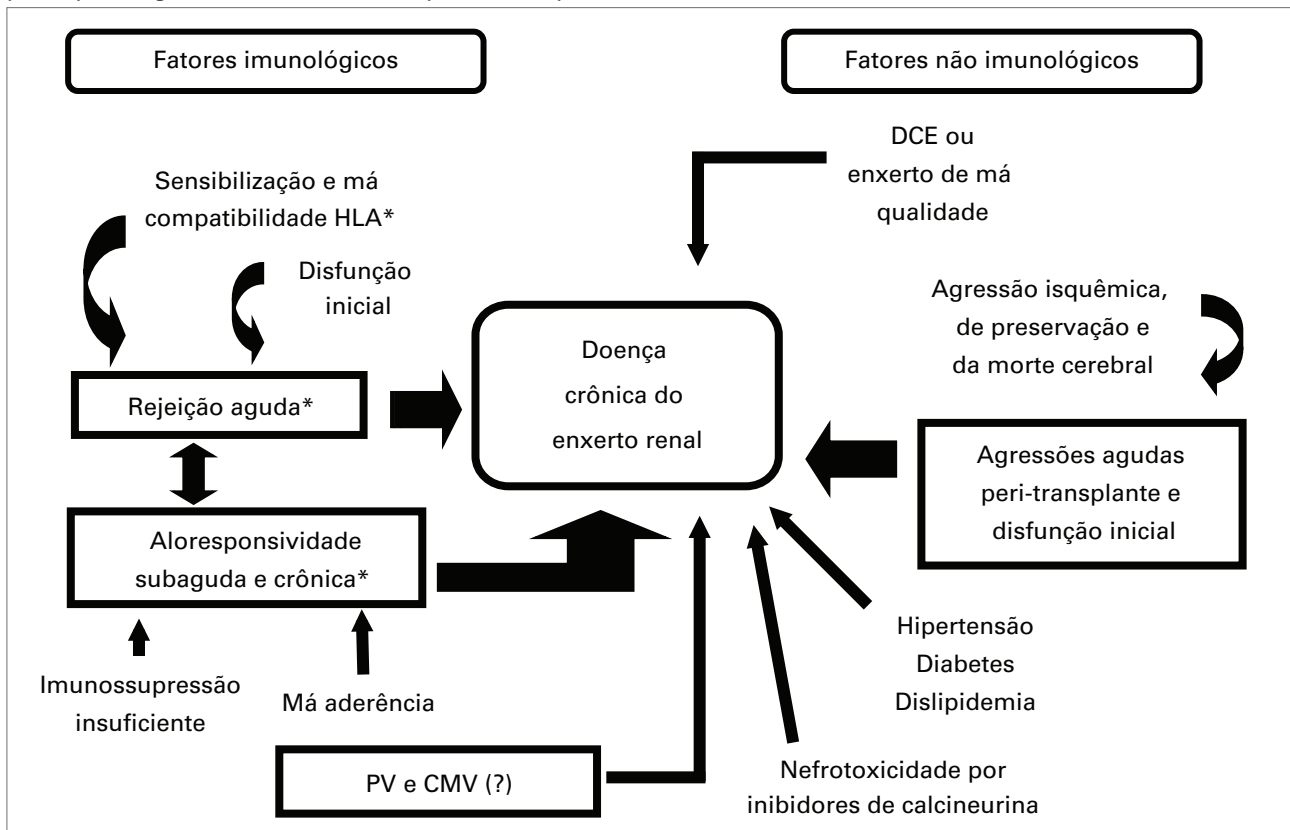 Fatores imunológicos
Fatores não imunológicos
Sensibilização e má
compatibilidade HLA*
Disfunção
inicial
Rejeição aguda*
Aloresponsividade
subaguda e crônica*
Imunossupressão
insuficiente
Má aderência
PV e CMV (?)
Doença
crônica do
enxerto renal
DCE ou
enxerto de má
qualidade
Agressão isquêmica,
de preservação e
da morte cerebral
Agressões agudas
peri-transplante e
disfunção inicial
Hipertensão
Diabetes
Dislipidemia
Nefrotoxicidade por
inibidores de calcineurina